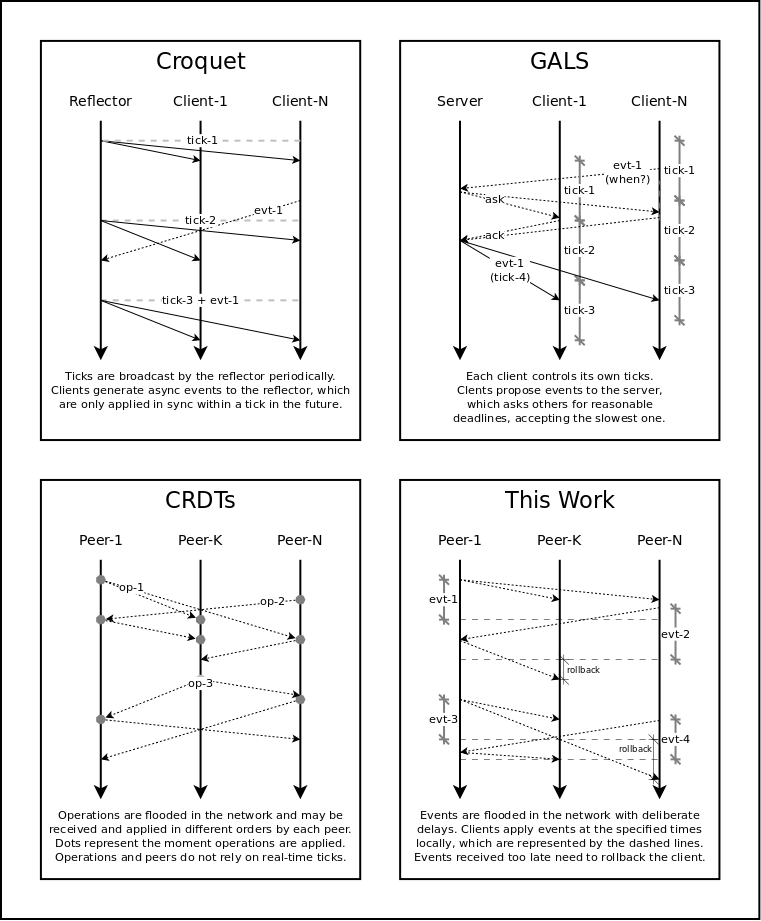 Croquet
Reflector
Client-1
Client-N
tick-1
evt-1
tick-2
tick-3 + evt-1
Ticks are broadcast by the reflector periodically.
Clients generate async events to the reflector, which
are only applied in sync within a tick in the future.
GALS
Server
Client-1
Client-N
evt-1
(when?)
tick-1
tick-1
ask
tick-2
ack
tick-2
evt-1
(tick-4)
tick-3
tick-3
Each client controls its own ticks.
Clents propose events to the server,
which asks others for reasonable
deadlines, accepting the slowest one.
CRDTs
Peer-1
Peer-K
Peer-N
op-1
op-2
op-3
Operations are flooded in the network and may be
received and applied in different orders by each peer.
Dots represent the moment operations are applied.
Operations and peers do not rely on real-time ticks.
This Work
Peer-1
Peer-K
Peer-N
evt-1
evt-2
rollback
evt-3
evt-4
rollback
Events are flooded in the network with deliberate
delays. Clients apply events at the specified times
locally, which are represented by the dashed lines.
Events received too late need to rollback the client.